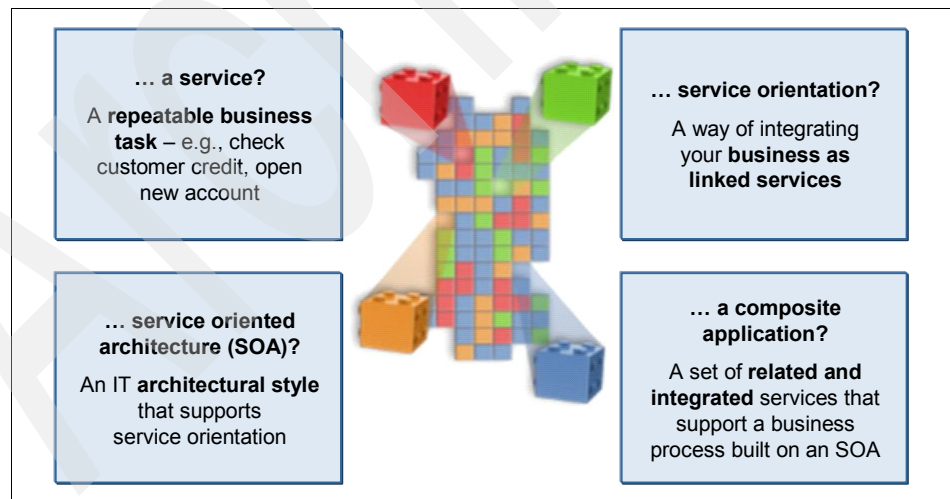 … a service?
A repeatable business
task – e.g., check
customer credit, open
new account
… service orientation?
A way of integrating
your business as
linked services
… service oriented
architecture (SOA)?
An IT architectural style
that supports
service orientation
… a composite
application?
A set of related and
integrated services that
support a business
process built on an SOA